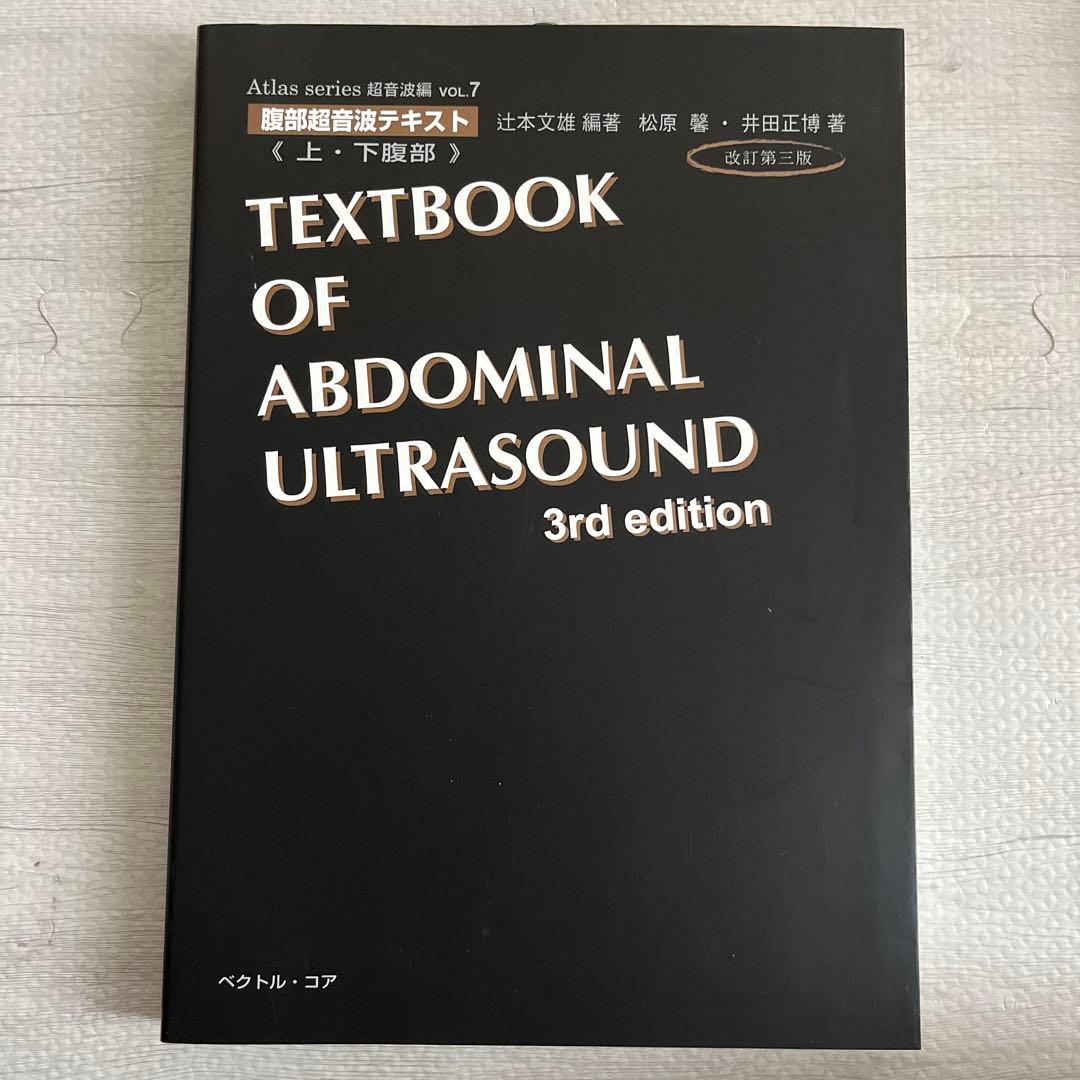 Atlas series 超音波編 VOL.7
腹部超音波テキスト 辻本文雄 編著 松原 馨・井田正博 著
《 上・下腹部 》 改訂第三版
TEXTBOOK
OF
ABDOMINAL
ULTRASOUND
3rd edition
ベクトル・コア